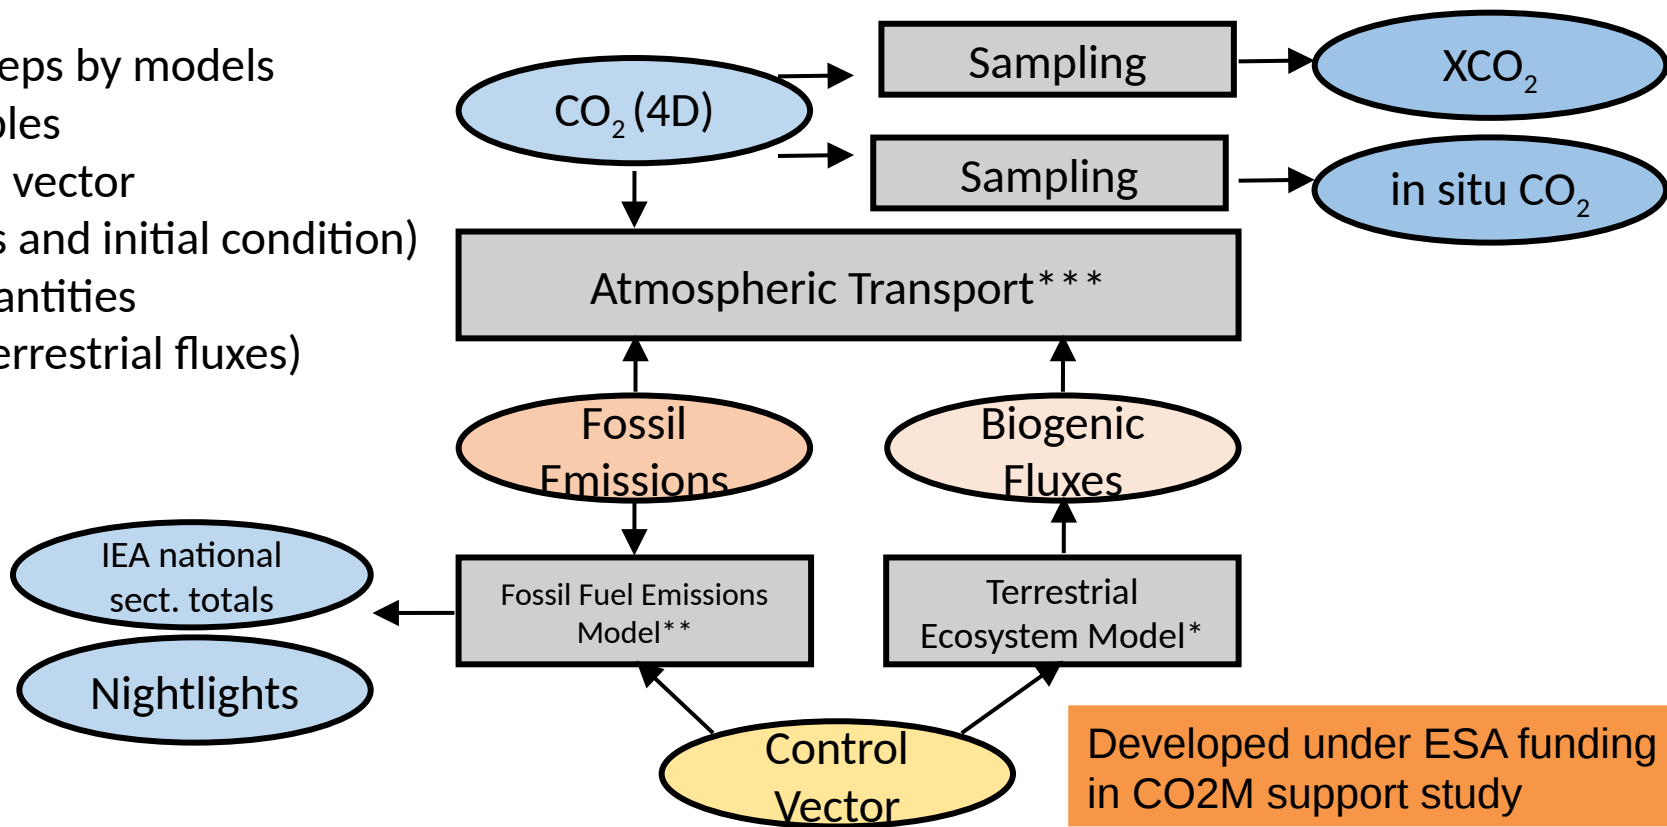 eps by models
bles
vector
s and initial condition)
antities
errestrial fluxes)
CO2 (4D)
Sampling
XCO2
Sampling
in situ CO2
Atmospheric Transport***
Fossil
Emissions
Biogenic
Fluxes
IEA national
sect. totals
Nightlights
Fossil Fuel Emissions
Model**
Terrestrial
Ecosystem Model*
Control
Vector
Developed under ESA funding
in CO2M support study